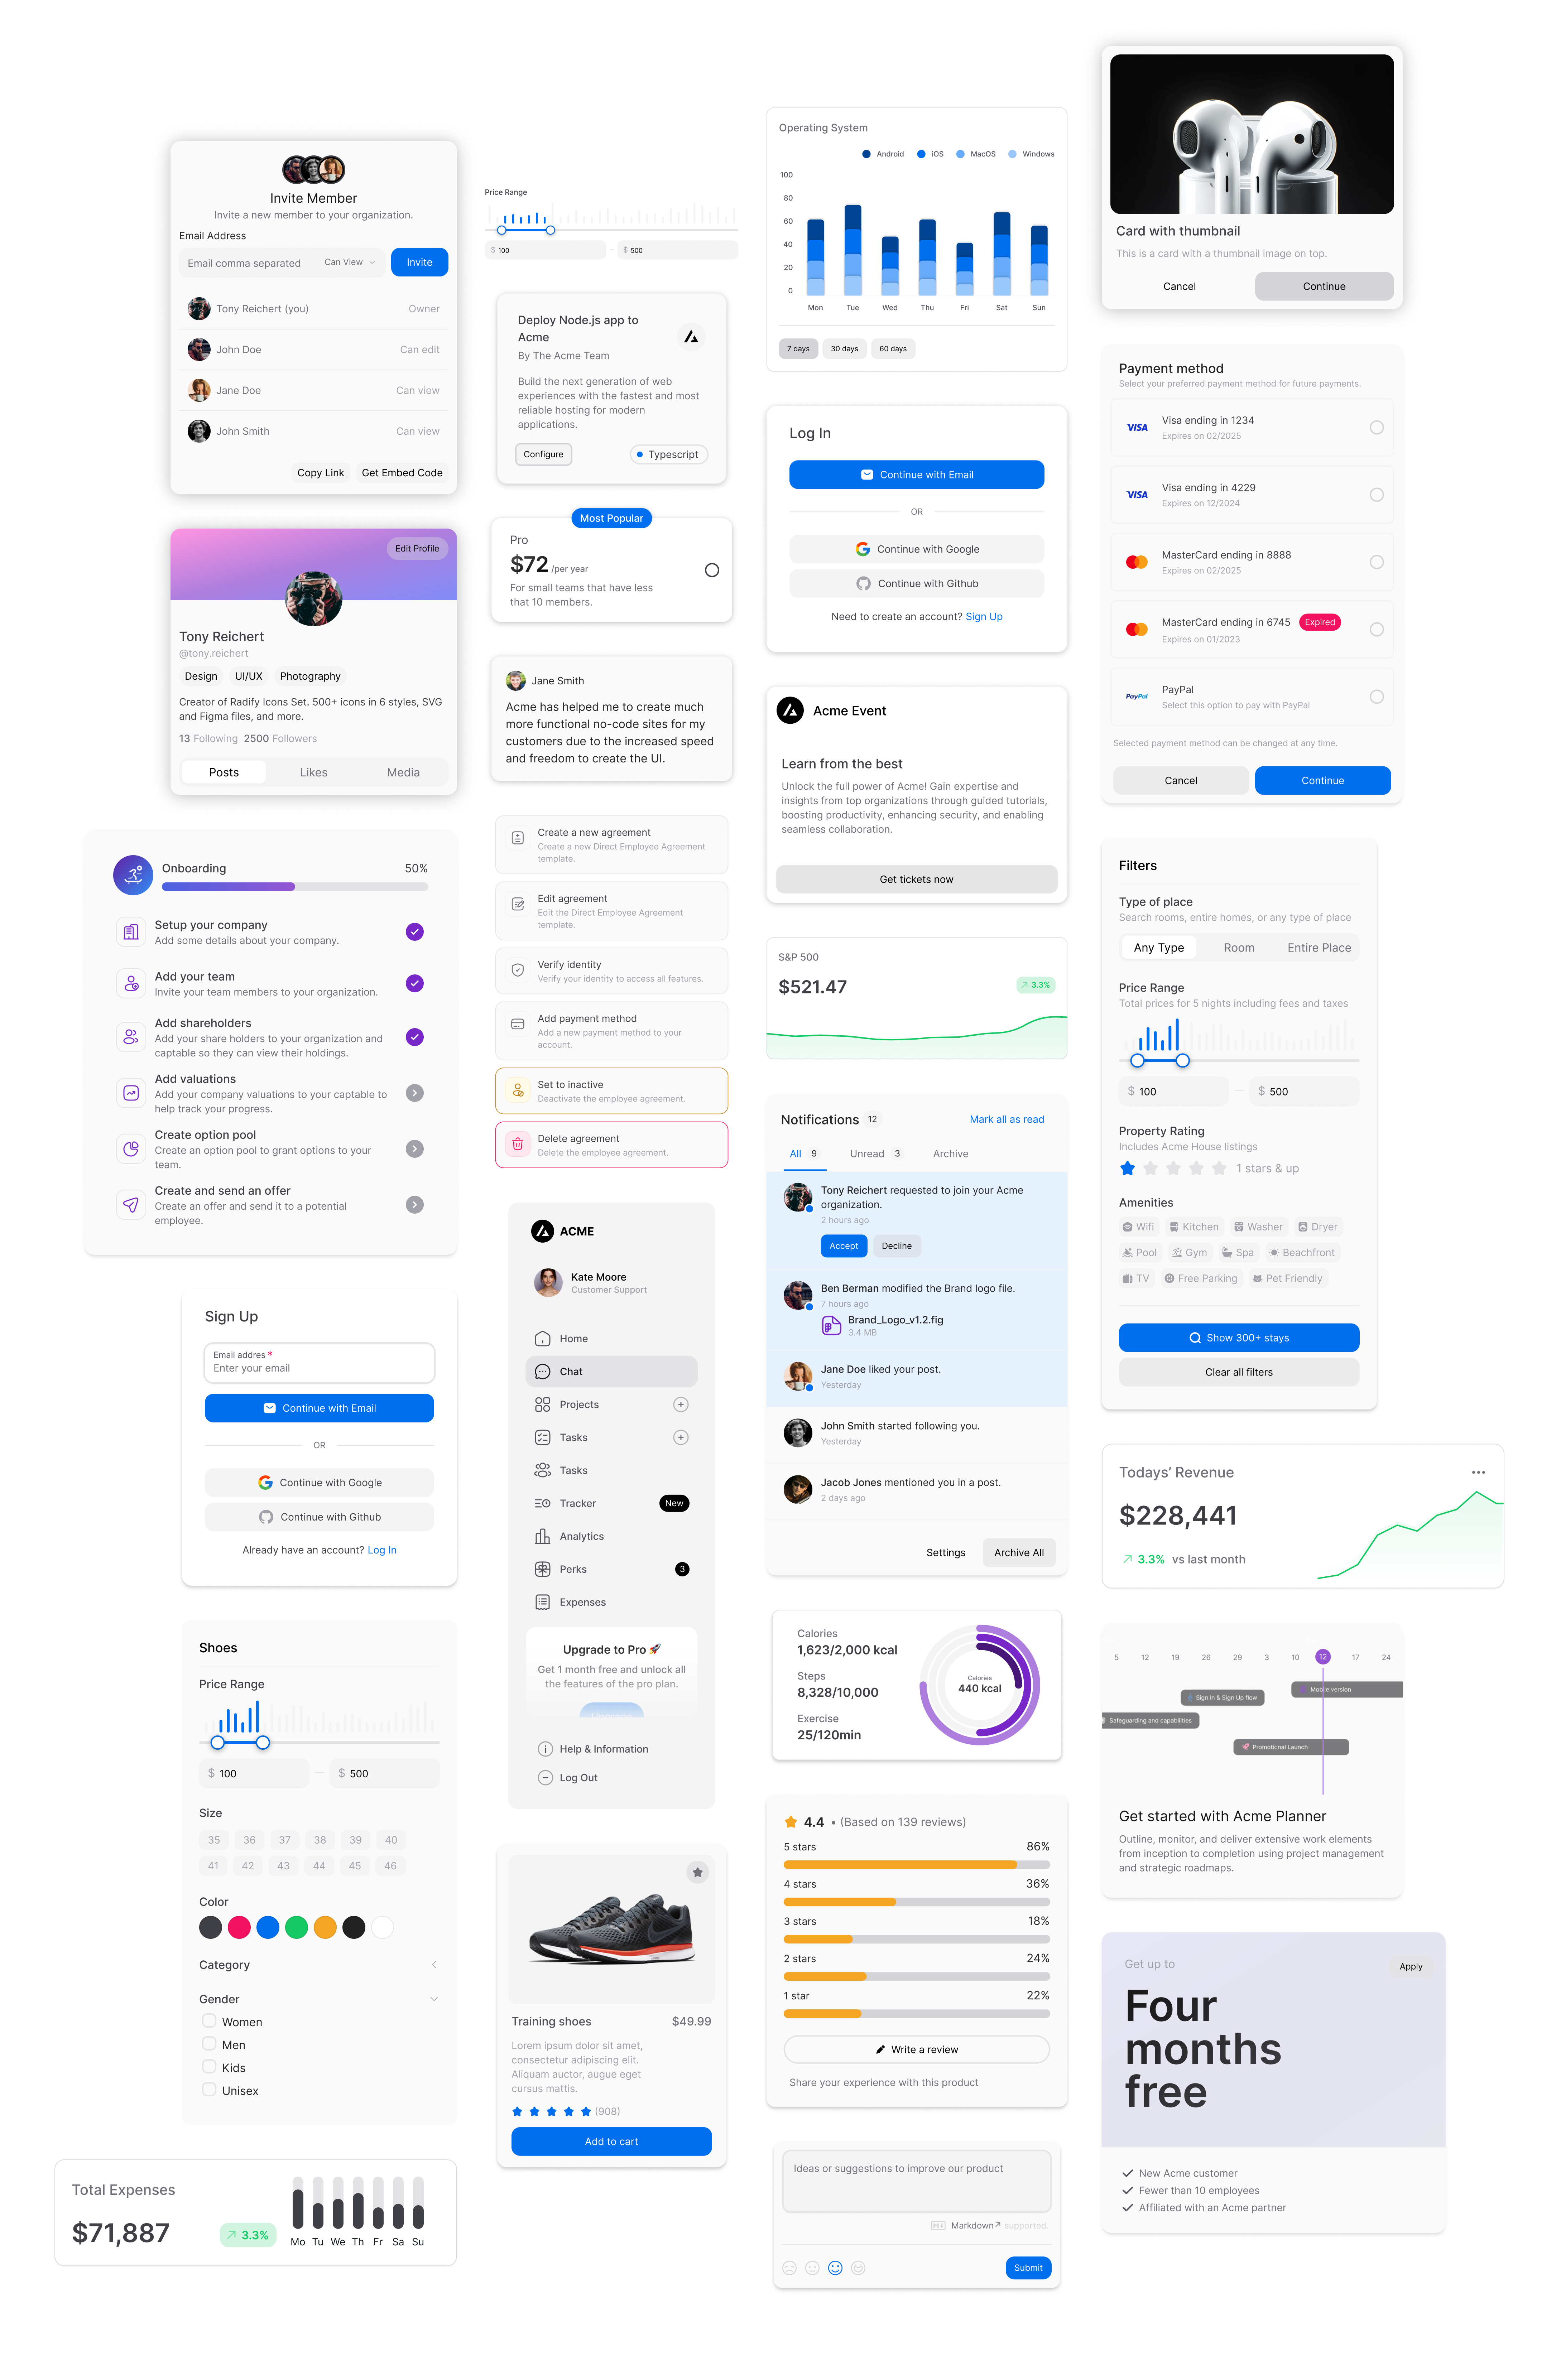 Invite Member
Invite a new member to your organization.
Email Address
Email comma separated
Can View
Invite
Tony Reichert (you)
Owner
John Doe
Can edit
Jane Doe
Can view
John Smith
Can view
Copy Link
Get Embed Code
Edit Profile
Tony Reichert
@tony.reichert
Design
UI/UX
Photography
Creator of Radify Icons Set. 500+ icons in 6 styles, SVG
and Figma files, and more.
13 Following 2500 Followers
Posts
Likes
Media
Onboarding
50%
Setup your company
Add some details about your company.
Add your team
Invite your team members to your organization.
Add shareholders
Add your share holders to your organization and
captable so they can view their holdings.
Add valuations
Add your company valuations to your captable to
help track your progress.
Create option pool
Create an option pool to grant options to your
team.
Create and send an offer
Create an offer and send it to a potential
employee.
Sign Up
Email addres *
Enter your email
Continue with Email
OR
Continue with Google
Continue with Github
Already have an account? Log In
Shoes
Price Range
$ 100
$ 500
Size
35 36 37 38 39 40
41 42 43 44 45 46
Color
Category
Gender
Women
Men
Kids
Unisex
Total Expenses
$71,887
3.3%
Mo Tu We Th Fr Sa Su
Price Range
$ 100
$ 500
Deploy Node.js app to
Acme
By The Acme Team
Build the next generation of web
experiences with the fastest and most
reliable hosting for modern
applications.
Configure
Typescript
Most Popular
Pro
$72 /per year
For small teams that have less
that 10 members.
Jane Smith
Acme has helped me to create much
more functional no-code sites for my
customers due to the increased speed
and freedom to create the UI.
Create a new agreement
Create a new Direct Employee Agreement
template.
Edit agreement
Edit the Direct Employee Agreement
template.
Verify identity
Verify your identity to access all features.
Add payment method
Add a new payment method to your
account.
Set to inactive
Deactivate the employee agreement.
Delete agreement
Delete the employee agreement.
ACME
Kate Moore
Customer Support
Home
Chat
Projects
Tasks
Tasks
Tracker
New
Analytics
Perks
3
Expenses
Upgrade to Pro 🚀
Get 1 month free and unlock all
the features of the pro plan.
Upgrade
Help & Information
Log Out
Training shoes
$49.99
Lorem ipsum dolor sit amet,
consectetur adipiscing elit.
Aliquam auctor, augue eget
cursus mattis.
(908)
Add to cart
Operating System
Android iOS MacOS Windows
100
80
60
40
20
0
Mon Tue Wed Thu Fri Sat Sun
7 days
30 days
60 days
Log In
Continue with Email
OR
Continue with Google
Continue with Github
Need to create an account? Sign Up
Acme Event
Learn from the best
Unlock the full power of Acme! Gain expertise and
insights from top organizations through guided tutorials,
boosting productivity, enhancing security, and enabling
seamless collaboration.
Get tickets now
S&P 500
$521.47
3.3%
Notifications 12
Mark all as read
All 9
Unread 3
Archive
Tony Reichert requested to join your Acme
organization.
2 hours ago
Accept
Decline
Ben Berman modified the Brand logo file.
7 hours ago
Brand_Logo_v1.2.fig
3.4 MB
Jane Doe liked your post.
Yesterday
John Smith started following you.
Yesterday
Jacob Jones mentioned you in a post.
2 days ago
Settings
Archive All
Calories
1,623/2,000 kcal
Steps
8,328/10,000
Exercise
25/120min
Calories
440 kcal
4.4 • (Based on 139 reviews)
5 stars 86%
4 stars 36%
3 stars 18%
2 stars 24%
1 star 22%
Write a review
Share your experience with this product
Ideas or suggestions to improve our product
Markdown supported.
Submit
Card with thumbnail
This is a card with a thumbnail image on top.
Cancel
Continue
Payment method
Select your preferred payment method for future payments.
VISA
Visa ending in 1234
Expires on 02/2025
VISA
Visa ending in 4229
Expires on 12/2024
MasterCard ending in 8888
Expires on 02/2025
MasterCard ending in 6745
Expired
Expires on 01/2023
PayPal
PayPal
Select this option to pay with PayPal
Selected payment method can be changed at any time.
Cancel
Continue
Filters
Type of place
Search rooms, entire homes, or any type of place
Any Type
Room
Entire Place
Price Range
Total prices for 5 nights including fees and taxes
$ 100
$ 500
Property Rating
Includes Acme House listings
1 stars & up
Amenities
Wifi Kitchen Washer Dryer
Pool Gym Spa Beachfront
TV Free Parking Pet Friendly
Show 300+ stays
Clear all filters
Todays’ Revenue
$228,441
3.3% vs last month
5 12 19 26 29 3 10 12 17 24
Mobile version
Sign In & Sign Up flow
Safeguarding and capabilities
Promotional Launch
Get started with Acme Planner
Outline, monitor, and deliver extensive work elements
from inception to completion using project management
and strategic roadmaps.
Get up to
Apply
Four
months
free
New Acme customer
Fewer than 10 employees
Affiliated with an Acme partner